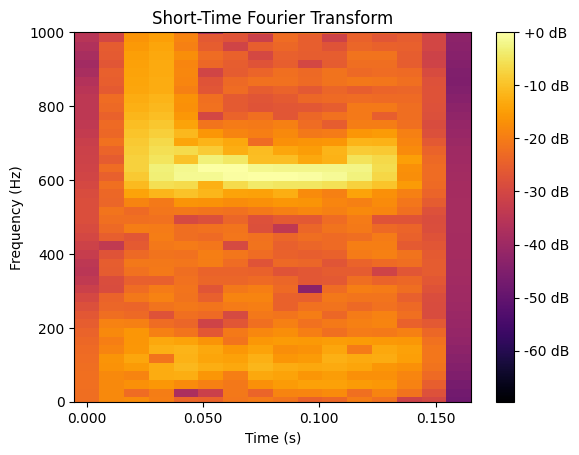 Short-Time Fourier Transform
1000
800
600
400
200
0
Frequency (Hz)
0.000
0.050
0.100
0.150
Time (s)
+0 dB
-10 dB
-20 dB
-30 dB
-40 dB
-50 dB
-60 dB